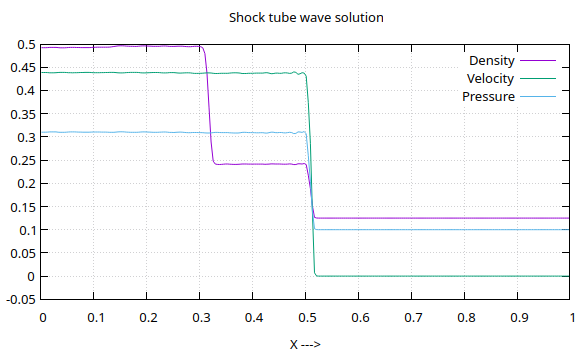 Shock tube wave solution
0.5
0.45
0.4
0.35
0.3
0.25
0.2
0.15
0.1
0.05
0
-0.05
Density
Velocity
Pressure
0 0.1 0.2 0.3 0.4 0.5 0.6 0.7 0.8 0.9 1
X --->